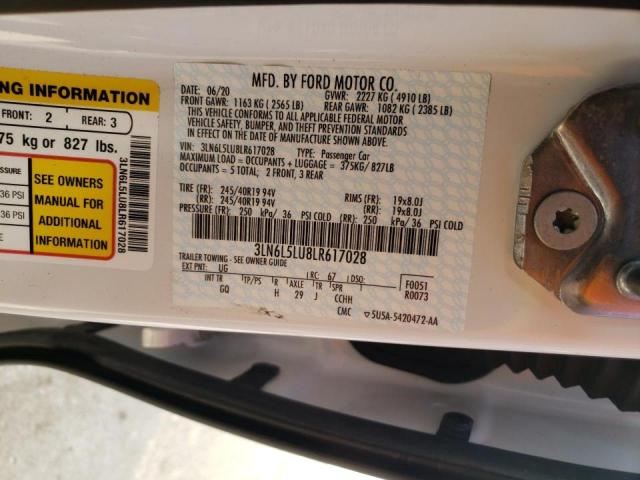 NG INFORMATION
FRONT: 2
REAR: 3
75 kg or 827 lbs.
SSURE
36 PSI
36 PSI
SEE OWNERS
MANUAL FOR
ADDITIONAL
INFORMATION
3LN6L5LU8LR617028
MFD. BY FORD MOTOR CO.
DATE: 06/20 GVWR: 2227 KG ( 4910 LB)
FRONT GAWR: 1163 KG ( 2565 LB) REAR GAWR: 1082 KG ( 2385 LB)
THIS VEHICLE CONFORMS TO ALL APPLICABLE FEDERAL MOTOR
VEHICLE SAFETY, BUMPER, AND THEFT PREVENTION STANDARDS
IN EFFECT ON THE DATE OF MANUFACTURE SHOWN ABOVE.
VIN: 3LN6L5LU8LR617028 TYPE: Passenger Car
MAXIMUM LOAD = OCCUPANTS + LUGGAGE = 375KG/827LB
OCCUPANTS = 5 TOTAL; 2 FRONT, 3 REAR
TIRE (FR): 245/40R19 94V RIMS (FR): 19x8.0J
(RR): 245/40R19 94V (RR): 19x8.0J
PRESSURE (FR): 250 kPa/ 36 PSI COLD (RR): 250 kPa/ 36 PSI COLD
3LN6L5LU8LR617028
TRAILER TOWING - SEE OWNER GUIDE
EXT PNT: UG RC: 67 DSO: F0051
INT TR TP/PS R AXLE TR SPR R0073
GQ H 29 J CCHH
CMC ▽5U5A-5420472-AA